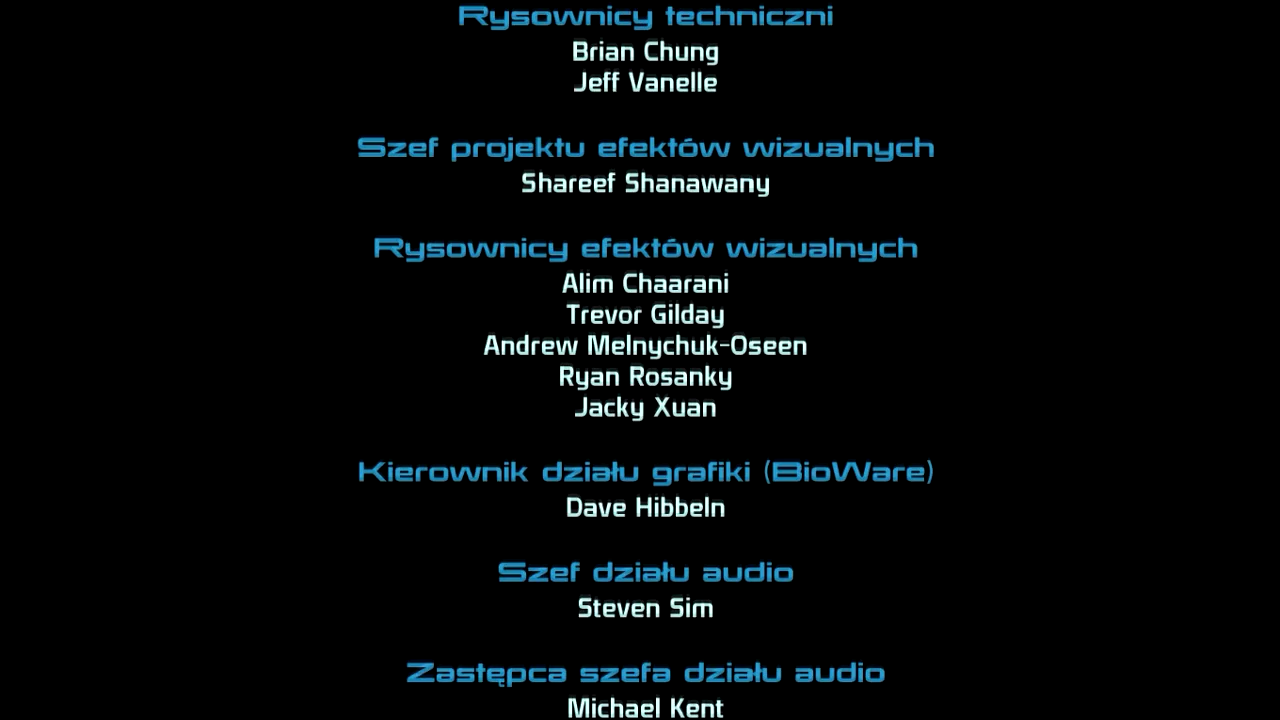 Rysownicy techniczni
Brian Chung
Jeff Vanelle
Szef projektu efektów wizualnych
Shareef Shanawany
Rysownicy efektów wizualnych
Alim Chaarani
Trevor Gilday
Andrew Melnychuk-Oseen
Ryan Rosanky
Jacky Xuan
Kierownik działu grafiki (BioWare)
Dave Hibbeln
Szef działu audio
Steven Sim
Zastępca szefa działu audio
Michael Kent